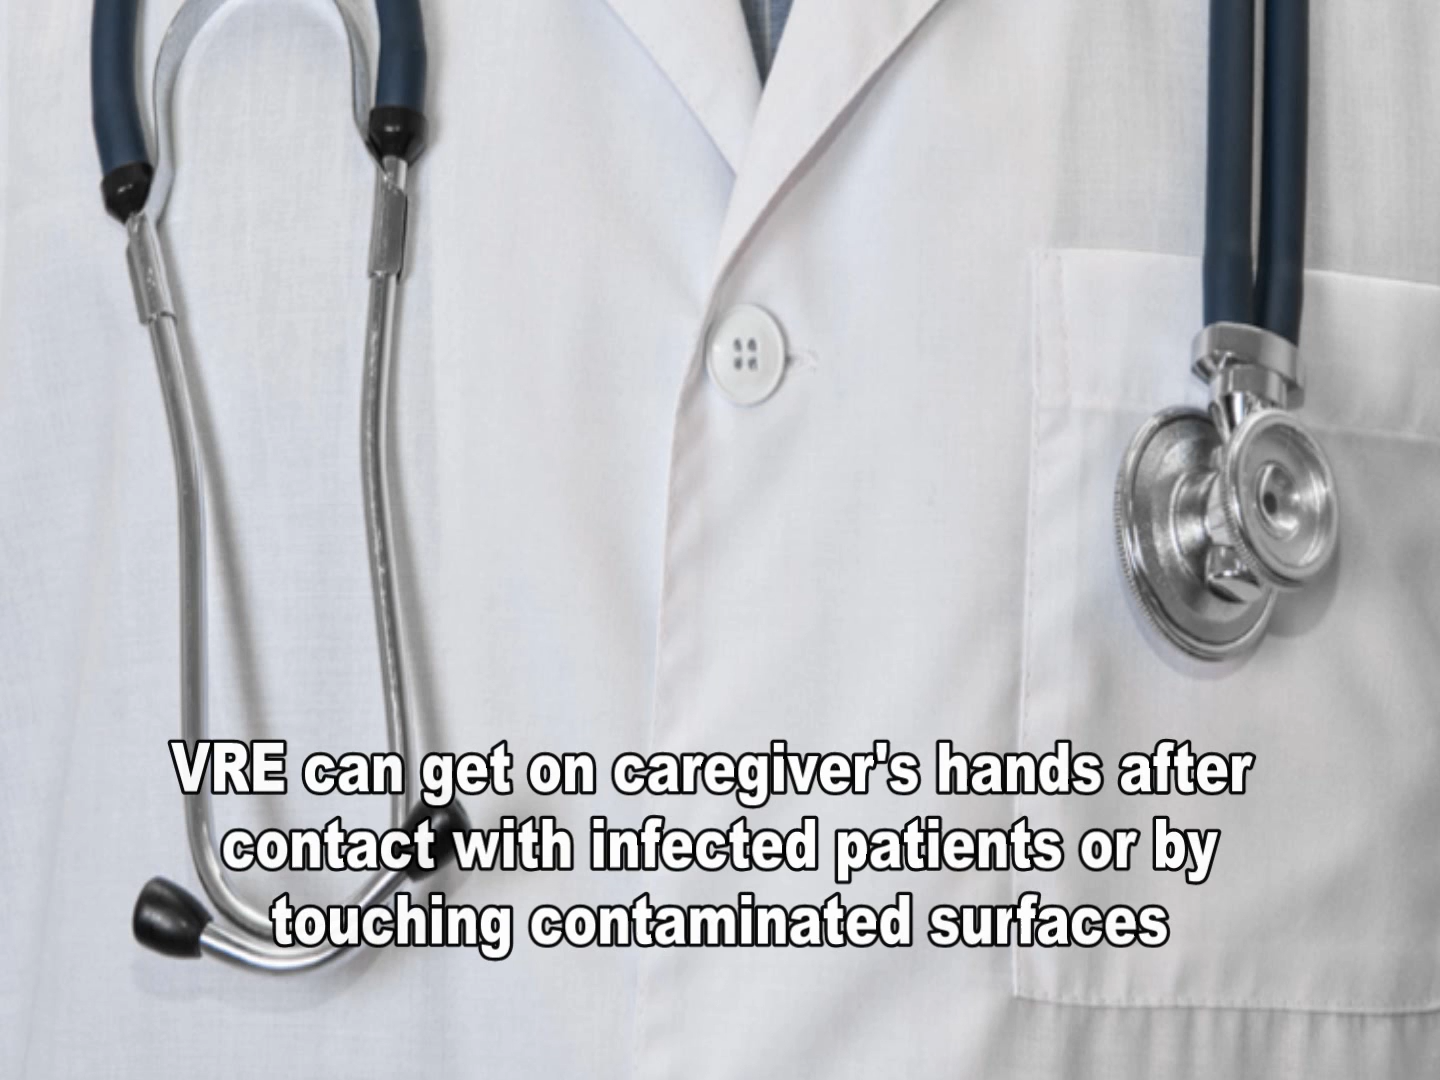 VRE can get on caregiver's hands after
contact with infected patients or by
touching contaminated surfaces